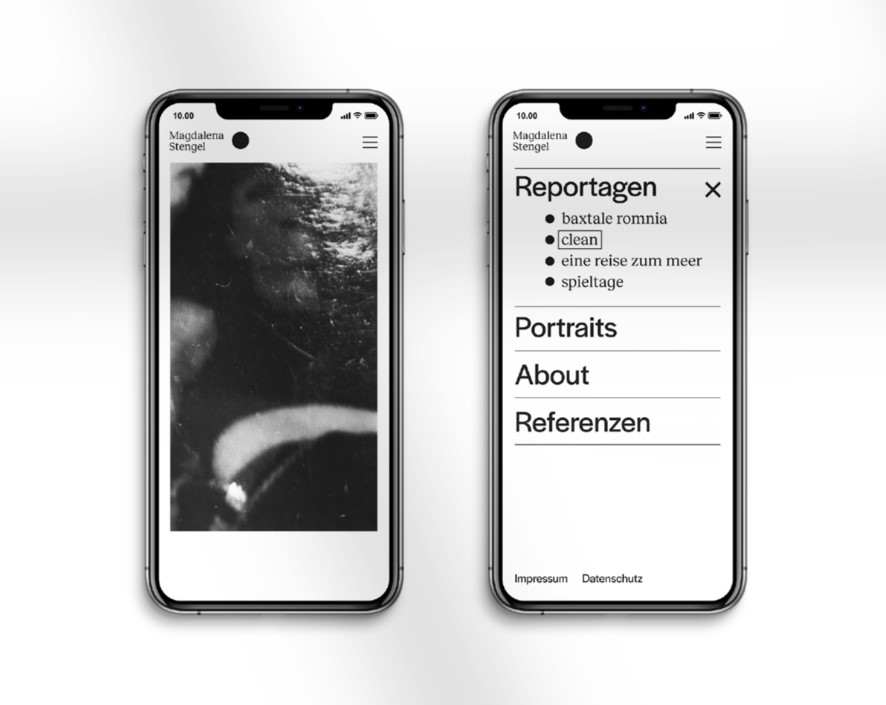 10.00
Magdalena
Stengel
10.00
Magdalena
Stengel
Reportagen
baxtale romnia
clean
eine reise zum meer
spieltage
Portraits
About
Referenzen
Impressum Datenschutz